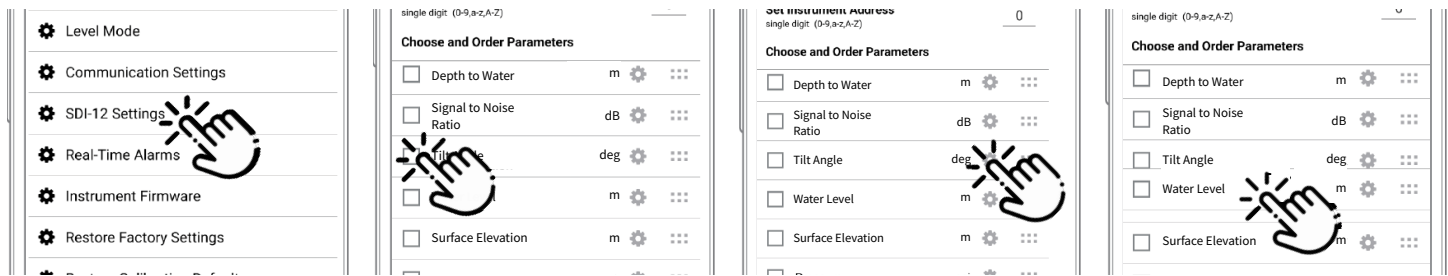 Level Mode
Communication Settings
SDI-12 Settings
Real-Time Alarms
Instrument Firmware
Restore Factory Settings
single digit (0-9,a-z,A-Z)
Choose and Order Parameters
Depth to Water m
Signal to Noise
Ratio dB
deg
m
Surface Elevation m
Set Instrument Address
single digit (0-9,a-z,A-Z) 0
Choose and Order Parameters
Depth to Water m
Signal to Noise
Ratio dB
Tilt Angle deg
Water Level m
Surface Elevation m
single digit (0-9,a-z,A-Z)
Choose and Order Parameters
Depth to Water m
Signal to Noise
Ratio dB
Tilt Angle deg
Water Level m
Surface Elevation m